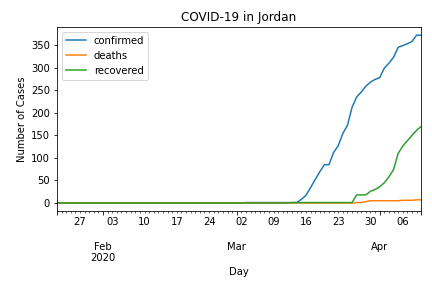 COVID-19 in Jordan
confirmed
deaths
recovered
Number of Cases
350
300
250
200
150
100
50
0
27 03 10 17 24 02 09 16 23 30 06
Feb Mar Apr
2020
Day